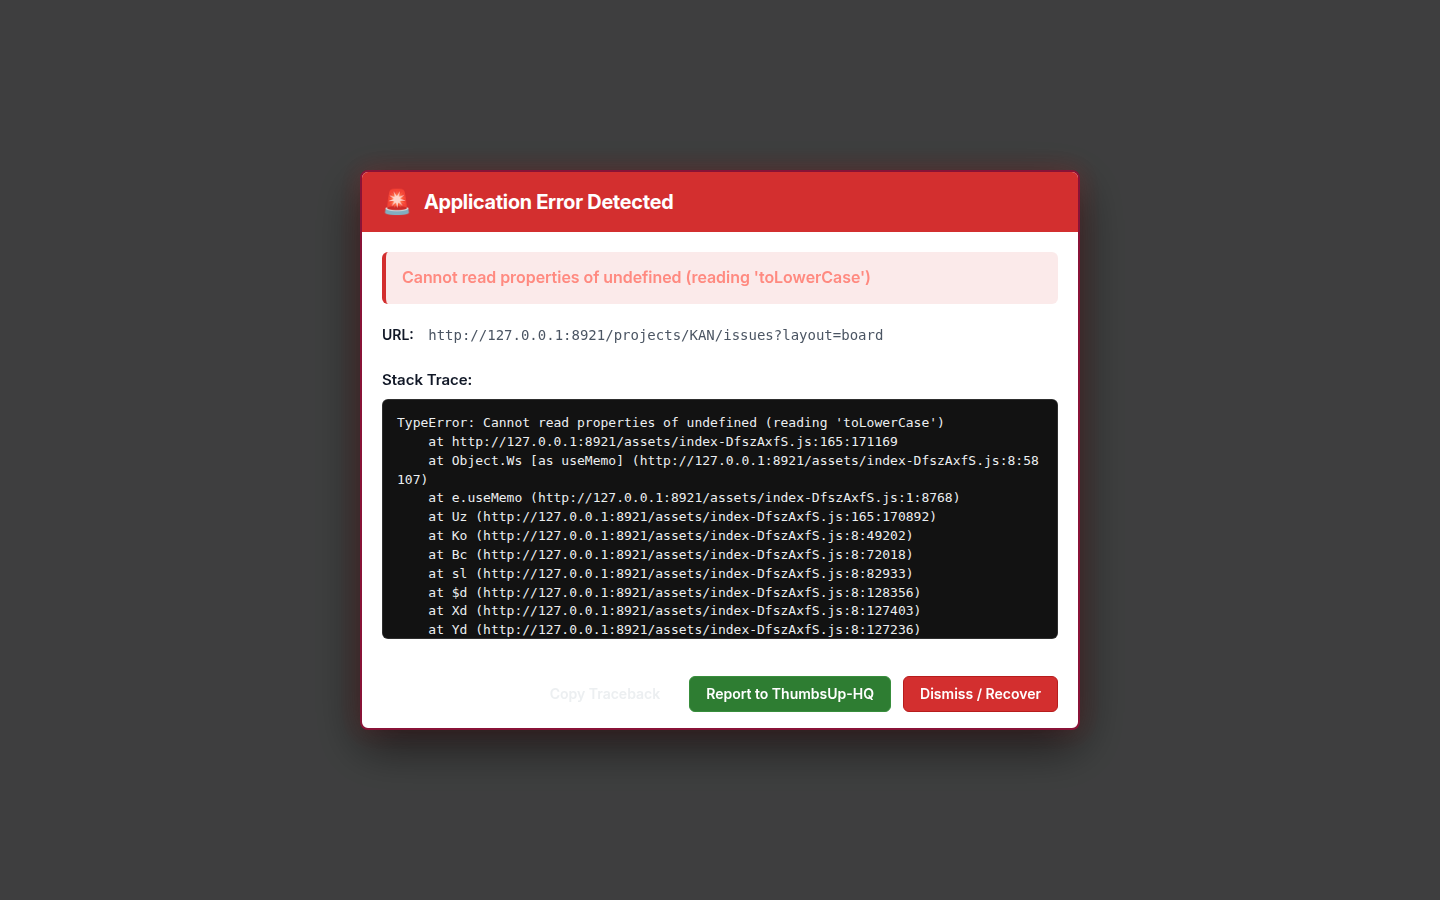 Application Error Detected
Cannot read properties of undefined (reading 'toLowerCase')
URL: http://127.0.0.1:8921/projects/KAN/issues?layout=board
Stack Trace:
TypeError: Cannot read properties of undefined (reading 'toLowerCase')
    at http://127.0.0.1:8921/assets/index-DfszAxfS.js:165:171169
    at Object.Ws [as useMemo] (http://127.0.0.1:8921/assets/index-DfszAxfS.js:8:58
107)
    at e.useMemo (http://127.0.0.1:8921/assets/index-DfszAxfS.js:1:8768)
    at Uz (http://127.0.0.1:8921/assets/index-DfszAxfS.js:165:170892)
    at Ko (http://127.0.0.1:8921/assets/index-DfszAxfS.js:8:49202)
    at Bc (http://127.0.0.1:8921/assets/index-DfszAxfS.js:8:72018)
    at sl (http://127.0.0.1:8921/assets/index-DfszAxfS.js:8:82933)
    at $d (http://127.0.0.1:8921/assets/index-DfszAxfS.js:8:128356)
    at Xd (http://127.0.0.1:8921/assets/index-DfszAxfS.js:8:127403)
    at Yd (http://127.0.0.1:8921/assets/index-DfszAxfS.js:8:127236)
Copy Traceback
Report to ThumbsUp-HQ
Dismiss / Recover